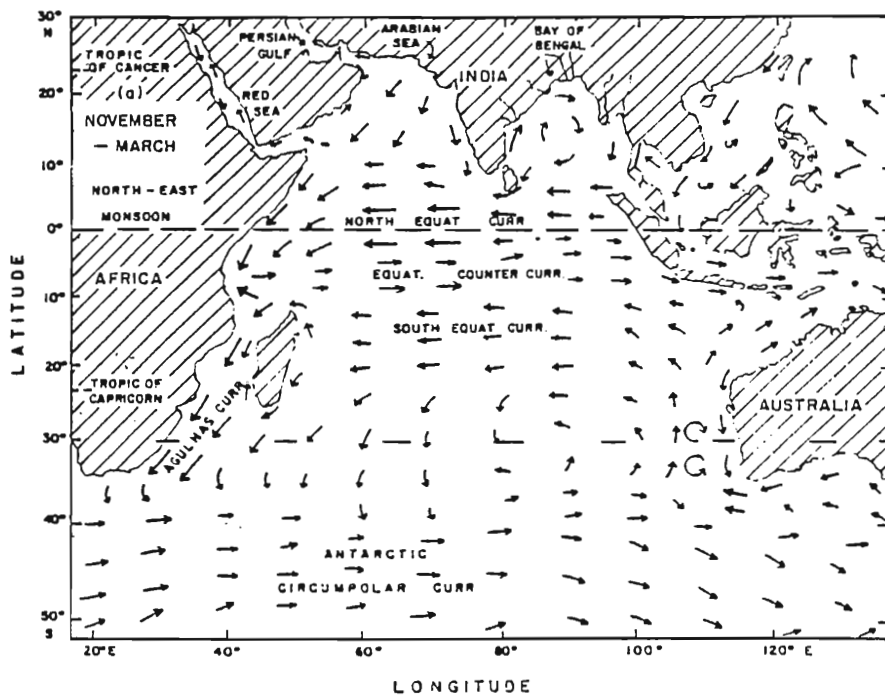 30°
N
TROPIC
OF CANCER
(a)
NOVEMBER
— MARCH
NORTH-EAST
MONSOON
PERSIAN
GULF
ARABIAN
SEA
BAY OF
BENGAL
INDIA
RED
SEA
20°
10°
0°
NORTH EQUAT CURR
AFRICA
EQUAT. COUNTER CURR.
10°
SOUTH EQUAT CURR.
20°
TROPIC OF
CAPRICORN
AGULHAS CURR.
AUSTRALIA
30°
40°
ANTARCTIC
CIRCUMPOLAR CURR
50°
S
LATITUDE
20°E 40° 60° 80° 100° 120° E
LONGITUDE